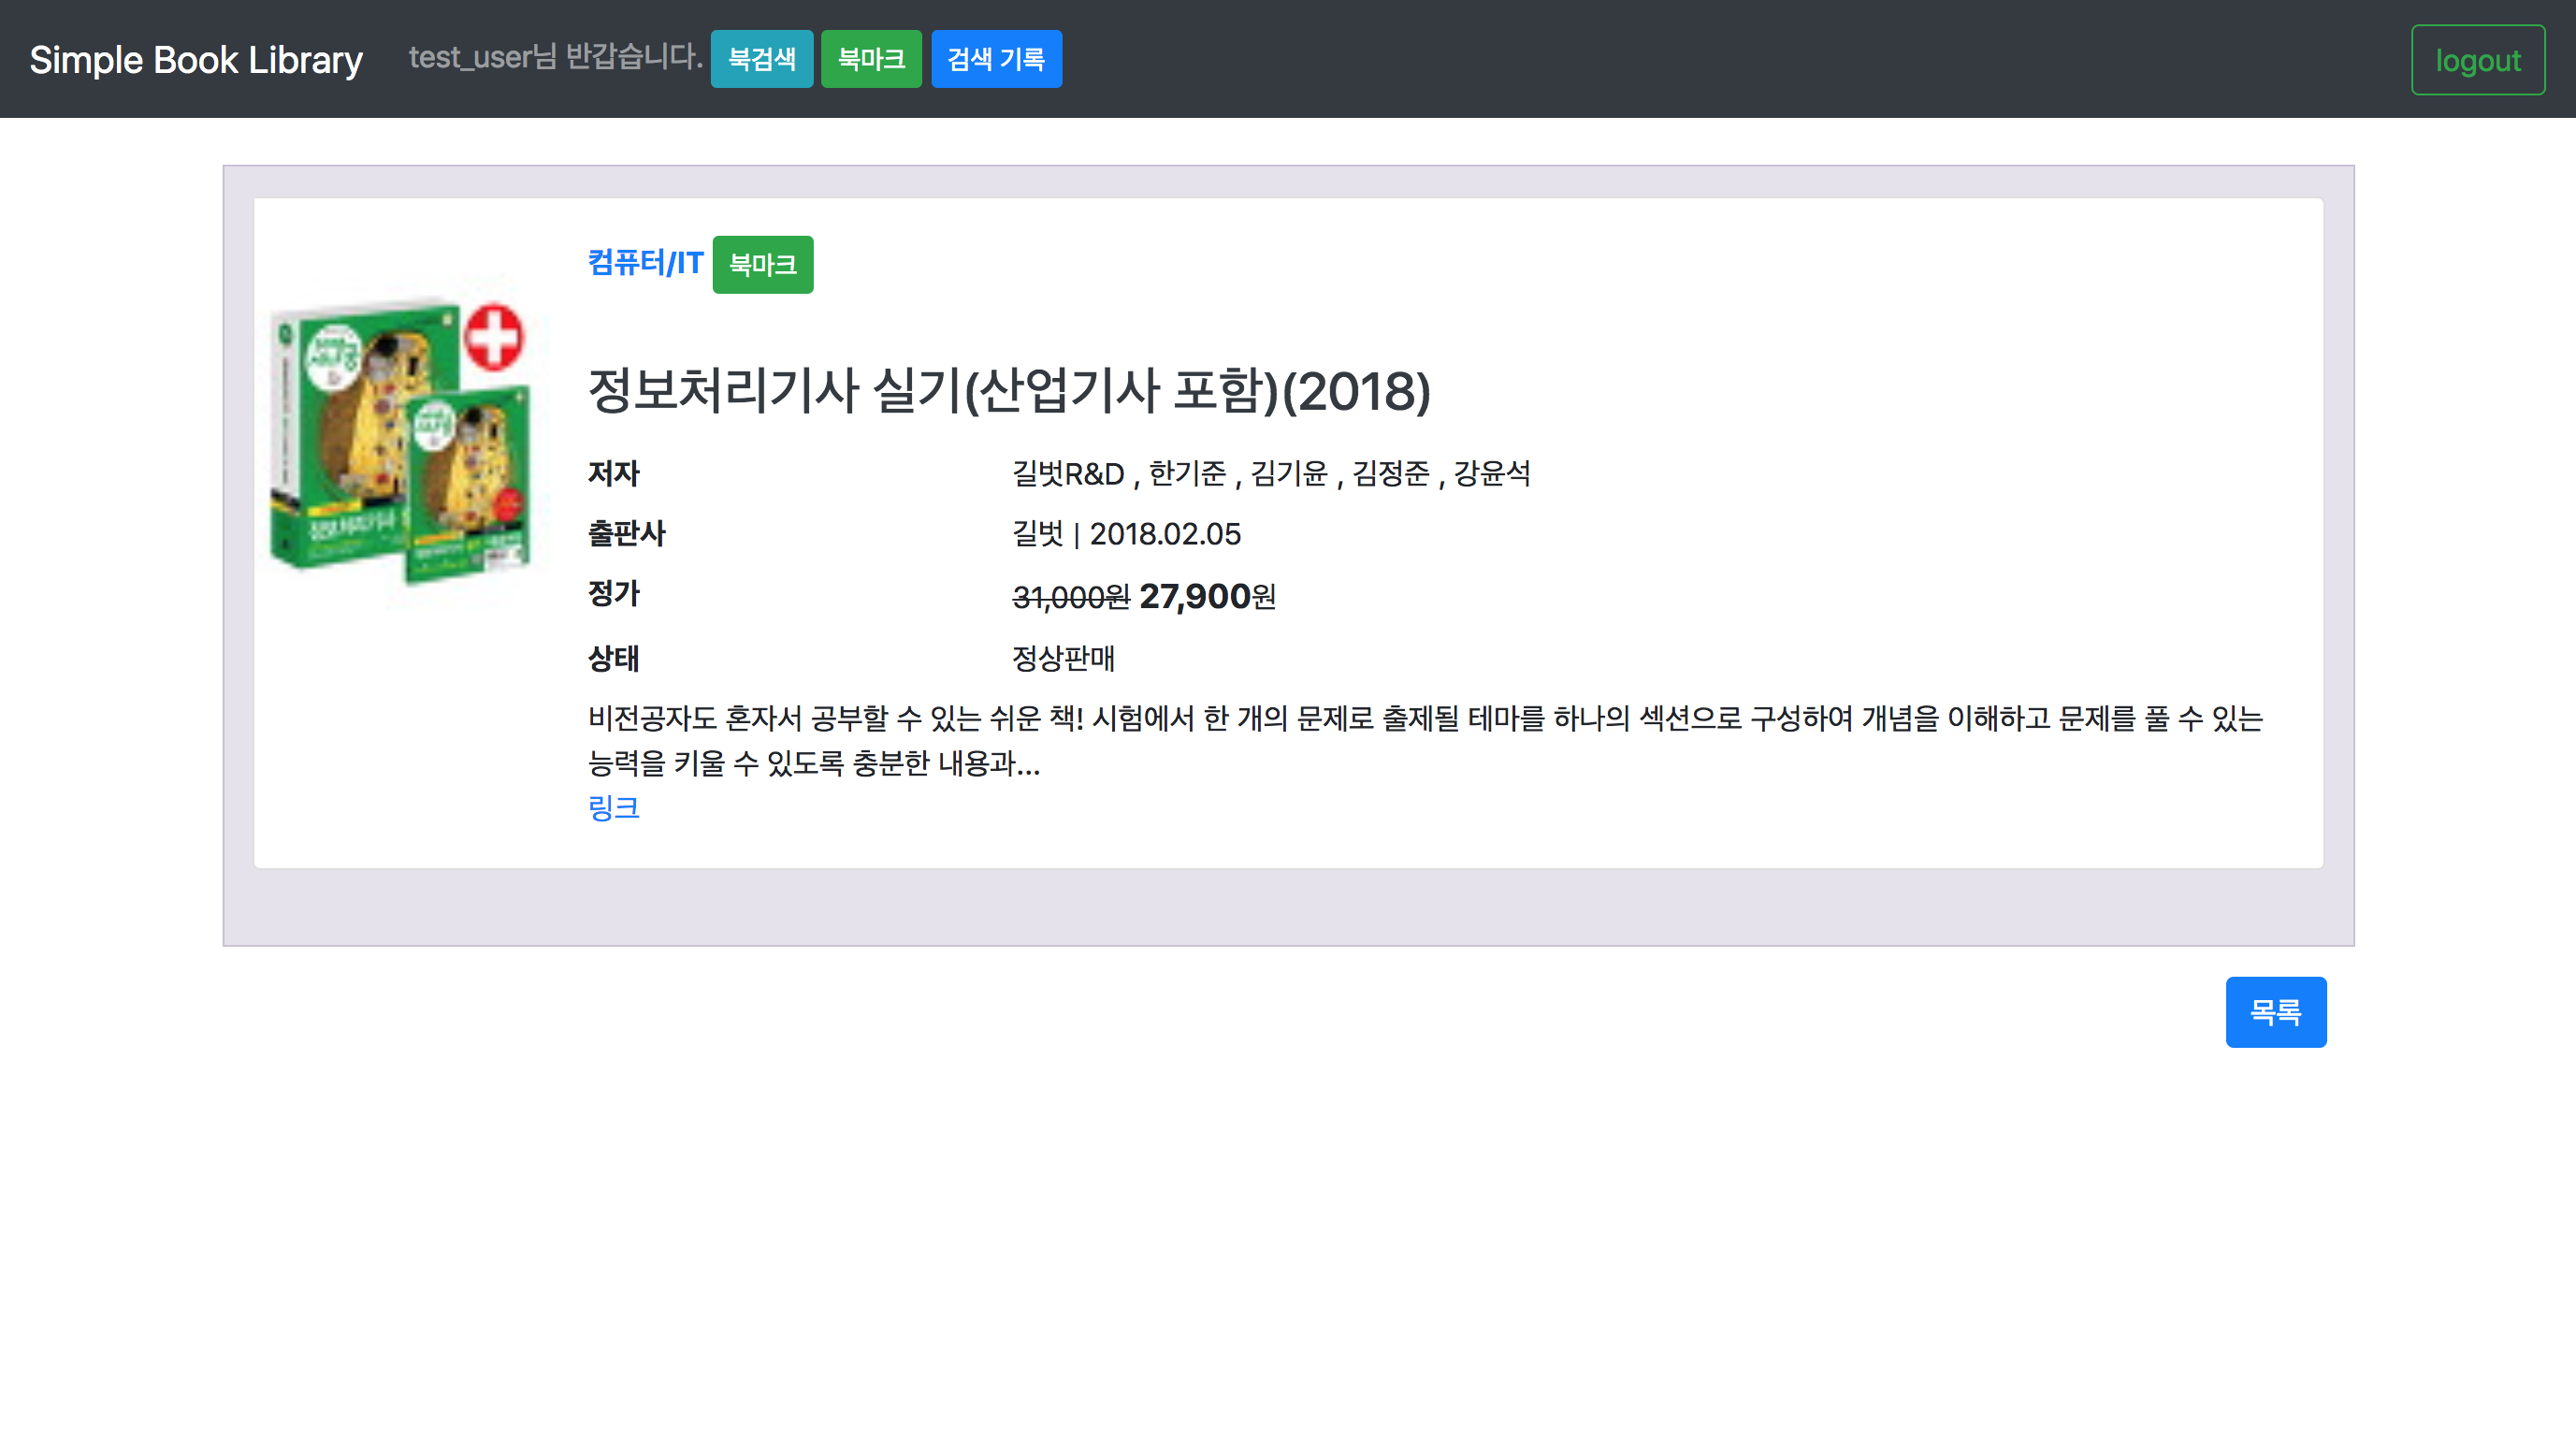 Simple Book Library test_user님 반갑습니다. 북검색 북마크 검색 기록 logout
컴퓨터/IT 북마크
정보처리기사 실기(산업기사 포함)(2018)
저자 길벗R&D , 한기준 , 김기윤 , 김정준 , 강윤석
출판사 길벗 | 2018.02.05
정가 31,000원 27,900원
상태 정상판매
비전공자도 혼자서 공부할 수 있는 쉬운 책! 시험에서 한 개의 문제로 출제될 테마를 하나의 섹션으로 구성하여 개념을 이해하고 문제를 풀 수 있는
능력을 키울 수 있도록 충분한 내용과...
링크
목록